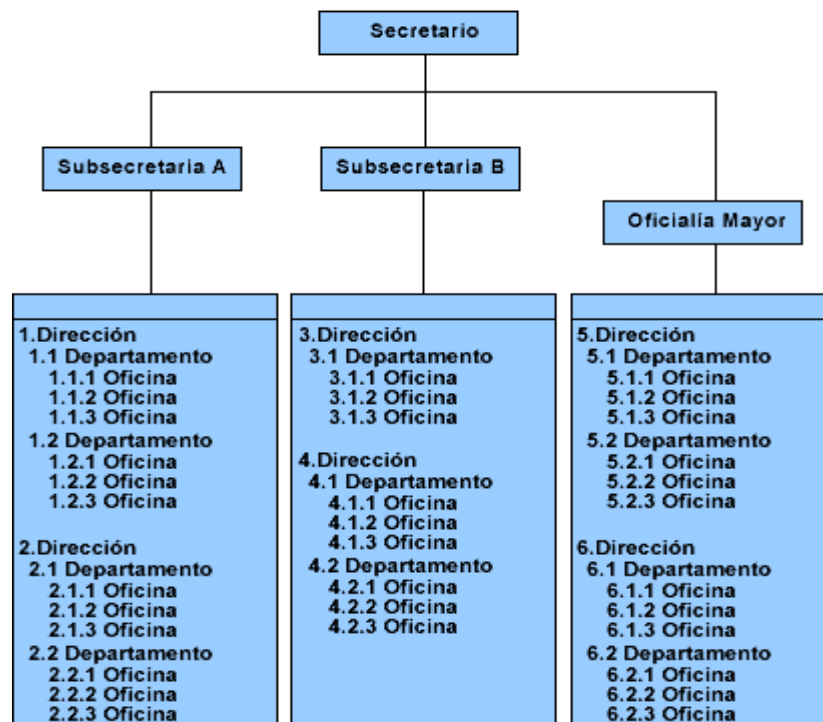 Secretario
Subsecretaria A
Subsecretaria B
Oficialía Mayor
1.Dirección
1.1 Departamento
1.1.1 Oficina
1.1.2 Oficina
1.1.3 Oficina
1.2 Departamento
1.2.1 Oficina
1.2.2 Oficina
1.2.3 Oficina
2.Dirección
2.1 Departamento
2.1.1 Oficina
2.1.2 Oficina
2.1.3 Oficina
2.2 Departamento
2.2.1 Oficina
2.2.2 Oficina
2.2.3 Oficina
3.Dirección
3.1 Departamento
3.1.1 Oficina
3.1.2 Oficina
3.1.3 Oficina
4.Dirección
4.1 Departamento
4.1.1 Oficina
4.1.2 Oficina
4.1.3 Oficina
4.2 Departamento
4.2.1 Oficina
4.2.2 Oficina
4.2.3 Oficina
5.Dirección
5.1 Departamento
5.1.1 Oficina
5.1.2 Oficina
5.1.3 Oficina
5.2 Departamento
5.2.1 Oficina
5.2.2 Oficina
5.2.3 Oficina
6.Dirección
6.1 Departamento
6.1.1 Oficina
6.1.2 Oficina
6.1.3 Oficina
6.2 Departamento
6.2.1 Oficina
6.2.2 Oficina
6.2.3 Oficina